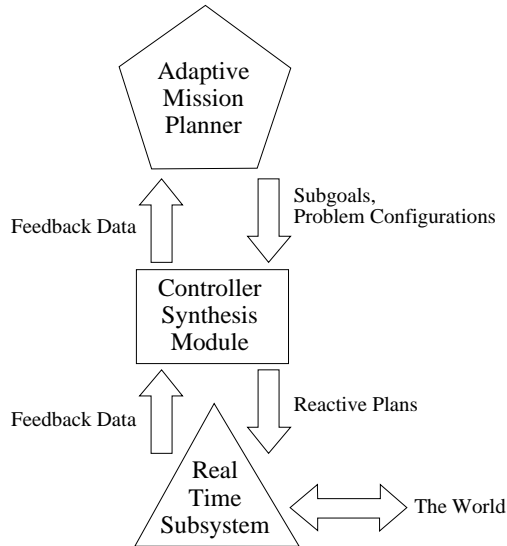 Adaptive
Mission
Planner
Feedback Data
Subgoals,
Problem Configurations
Controller
Synthesis
Module
Feedback Data
Reactive Plans
Real
Time
Subsystem
The World